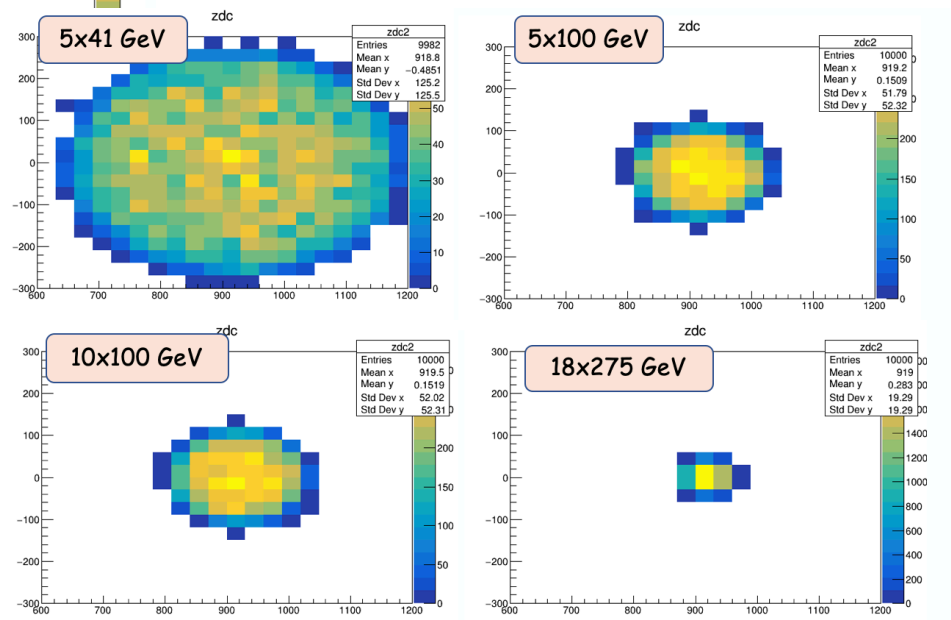 zdc
5x41 GeV
zdc2
Entries 9982
Mean x 918.8
Mean y −0.4851
Std Dev x 125.2
Std Dev y 125.5
300
200
100
0
−100
−200
−300
600 700 800 900 1000 1100 1200
50
40
30
20
10
0
zdc
5x100 GeV
zdc2
Entries 10000
Mean x 919.2
Mean y 0.1509
Std Dev x 51.79
Std Dev y 52.32
300
200
100
0
−100
−200
−300
600 700 800 900 1000 1100 1200
200
150
100
50
0
zdc
10x100 GeV
zdc2
Entries 10000
Mean x 919.5
Mean y 0.1519
Std Dev x 52.02
Std Dev y 52.31
300
200
100
0
−100
−200
−300
600 700 800 900 1000 1100 1200
200
150
100
50
0
zdc
18x275 GeV
zdc2
Entries 10000
Mean x 919
Mean y 0.283
Std Dev x 19.29
Std Dev y 19.29
300
200
100
0
−100
−200
−300
600 700 800 900 1000 1100 1200
1400
1200
1000
800
600
400
200
0